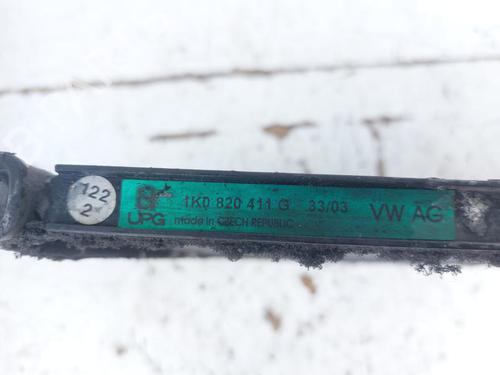 122
2
UPG
1K0 820 411 G 33/03
made in CZECH REPUBLIC
VW AG